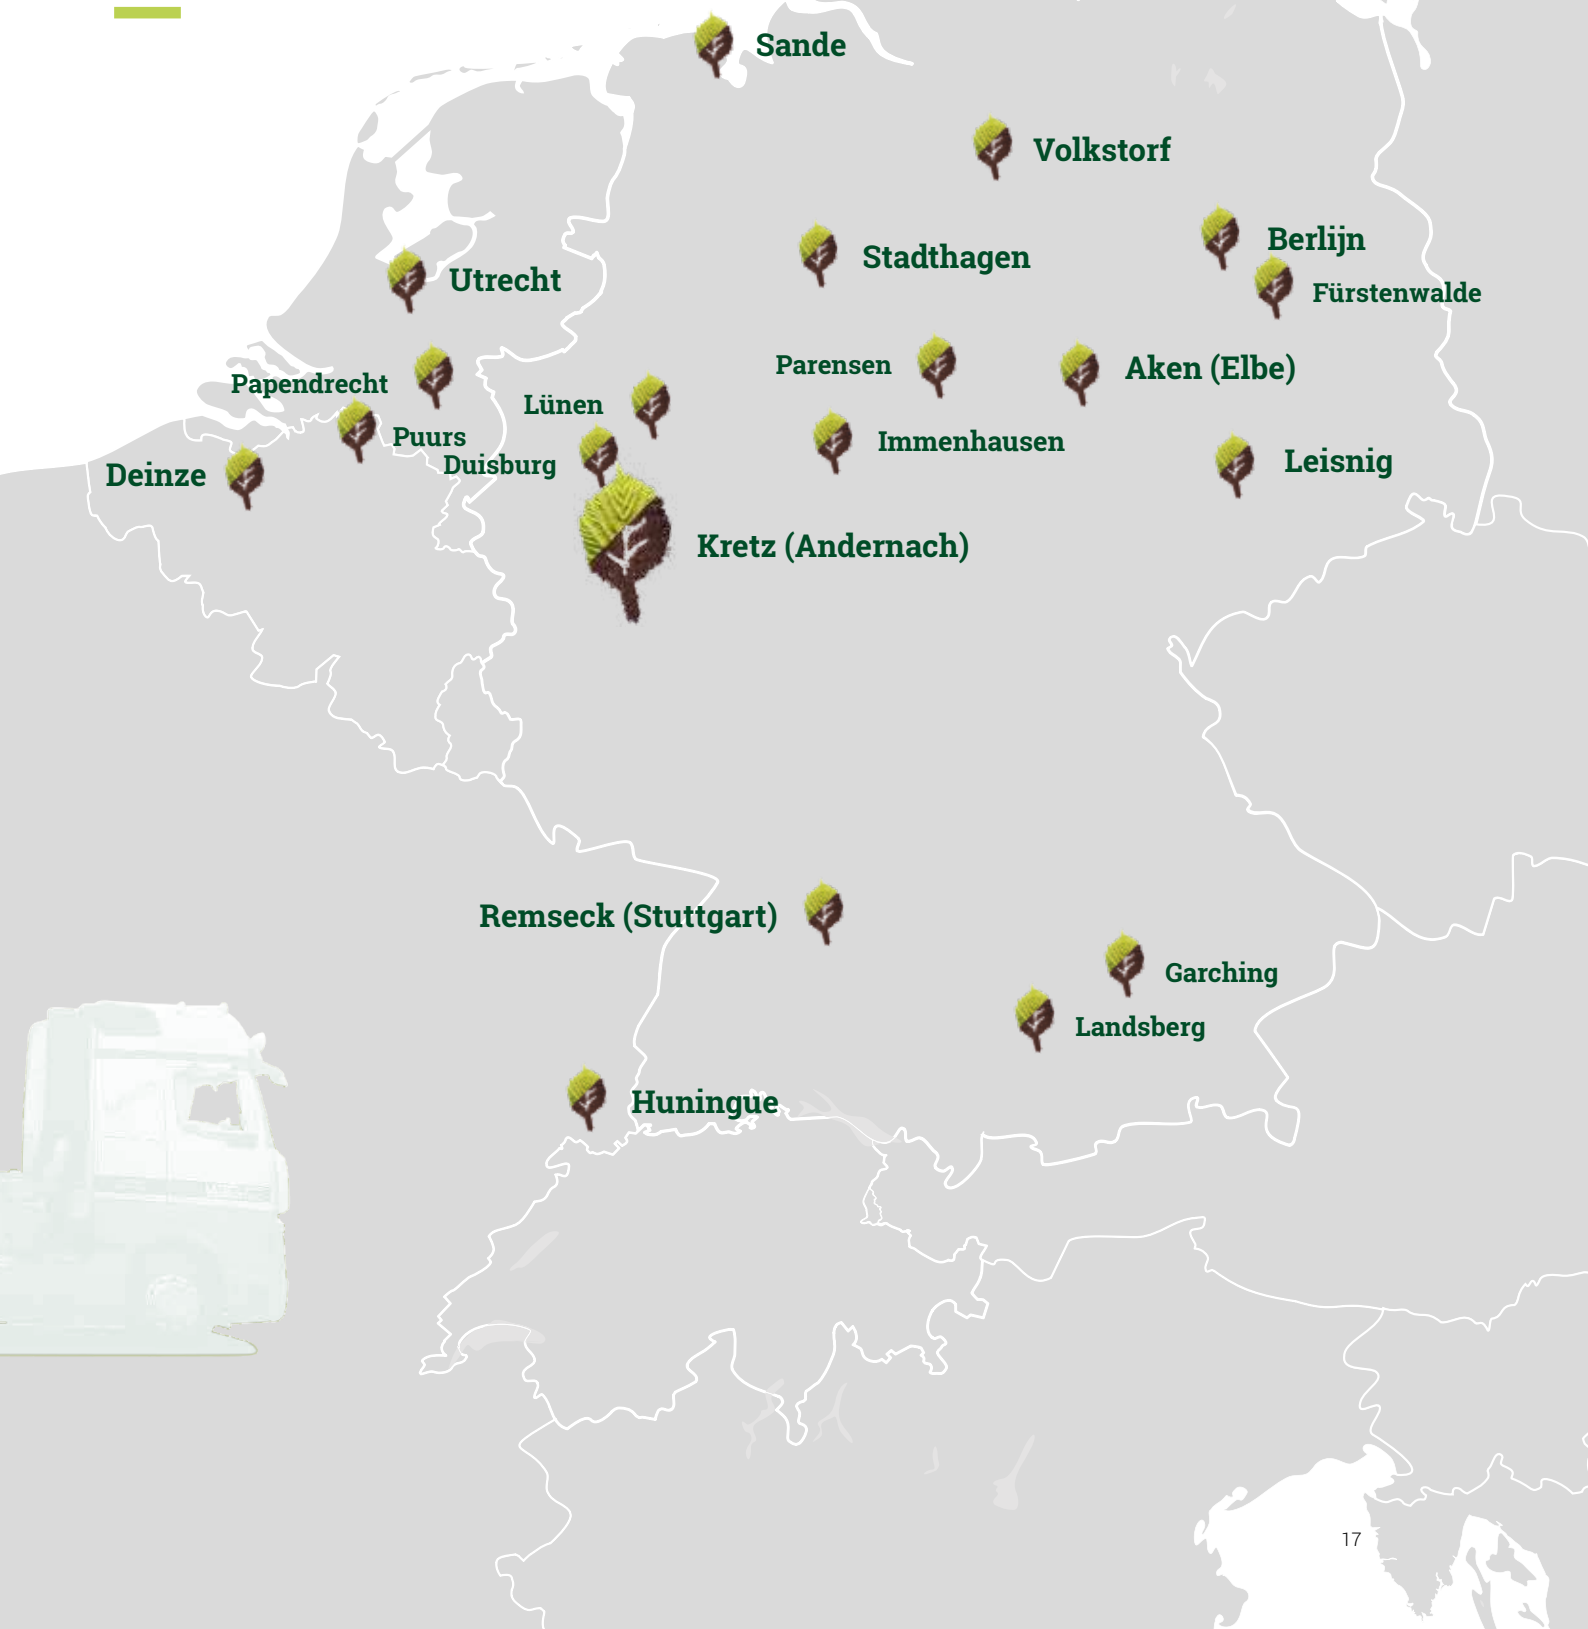 Sande
Volkstorf
Berlijn
Stadthagen
Utrecht
Fürstenwalde
Parensen
Aken (Elbe)
Papendrecht
Lünen
Puurs
Immenhausen
Duisburg
Leisnig
Deinze
Kretz (Andernach)
Remseck (Stuttgart)
Garching
Landsberg
Huningue
17